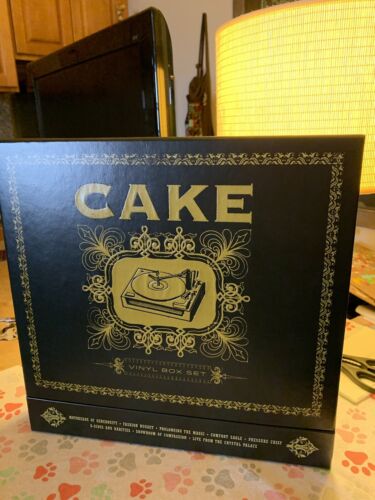 CAKE
VINYL BOX SET
MOTORCADE OF GENEROSITY • FASHION NUGGET • PROLONGING THE MAGIC • COMFORT EAGLE • PRESSURE CHIEF
B-SIDES AND RARITIES • SHOWROOM OF COMPASSION • LIVE FROM THE CRYSTAL PALACE